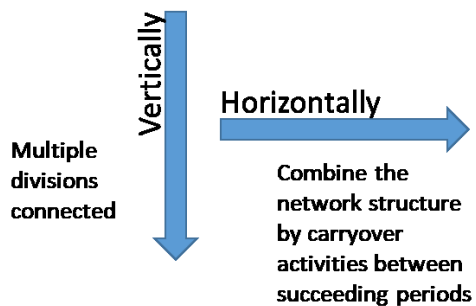 Vertically
Horizontally
Multiple
divisions
connected
Combine the
network structure
by carryover
activities between
succeeding periods